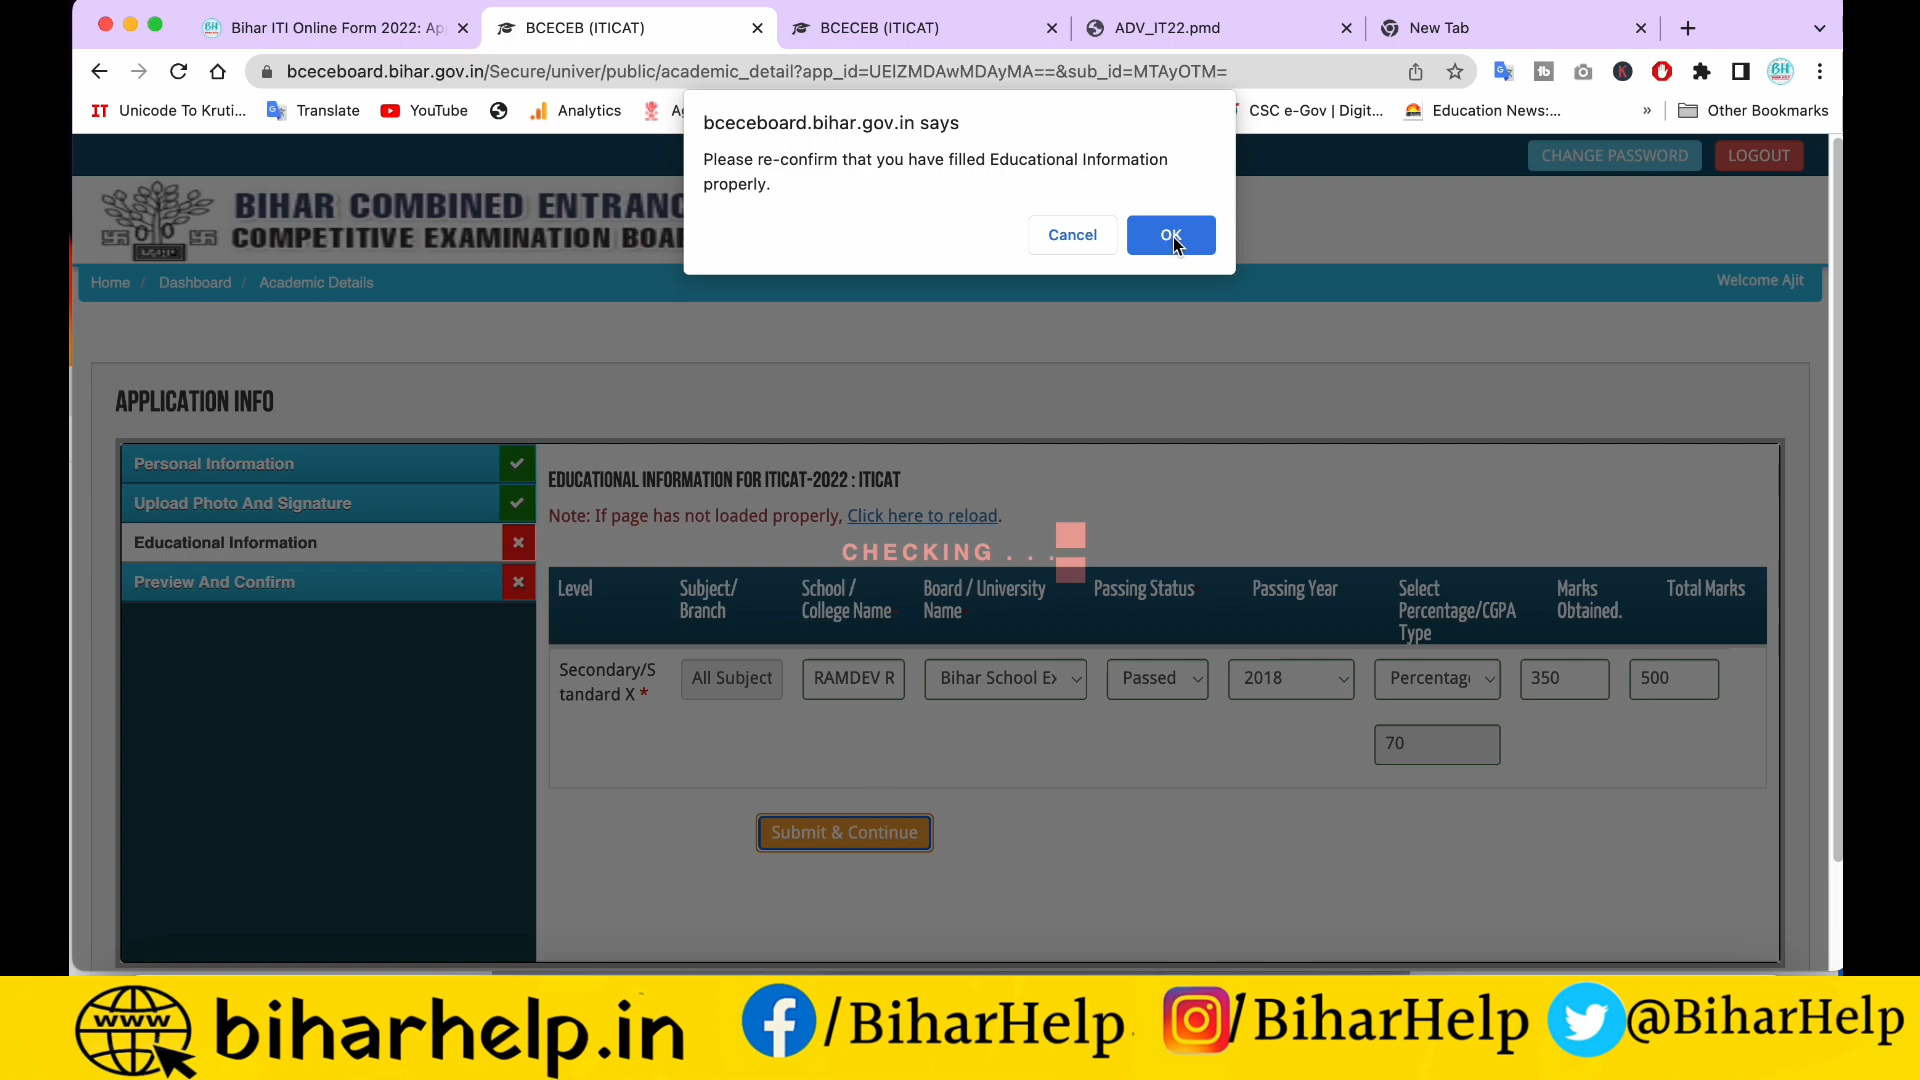 Bihar ITI Online Form 2022: Ap
BCECEB (ITICAT)
BCECEB (ITICAT)
ADV_IT22.pmd
New Tab
bceceboard.bihar.gov.in/Secure/univer/public/academic_detail?app_id=UElZMDAwMDAyMA==&sub_id=MTAyOTM=
Unicode To Kruti...
Translate
YouTube
Analytics
CSC e-Gov | Digit...
Education News:...
» Other Bookmarks
bceceboard.bihar.gov.in says
Please re-confirm that you have filled Educational Information
properly.
Cancel OK
CHANGE PASSWORD LOGOUT
BIHAR COMBINED ENTRANC
COMPETITIVE EXAMINATION BOA
Home / Dashboard / Academic Details
Welcome Ajit
APPLICATION INFO
Personal Information
Upload Photo And Signature
Educational Information
Preview And Confirm
EDUCATIONAL INFORMATION FOR ITICAT-2022 : ITICAT
Note: If page has not loaded properly, Click here to reload.
CHECKING . . .
Level
Subject/
Branch
School /
College Name
Board / University
Name
Passing Status
Passing Year
Select
Percentage/CGPA
Type
Marks
Obtained.
Total Marks
Secondary/S
tandard X *
All Subject
RAMDEV R
Bihar School Ex
Passed
2018
Percentag
350
500
70
Submit & Continue
www
biharhelp.in
/BiharHelp
/BiharHelp
@BiharHelp